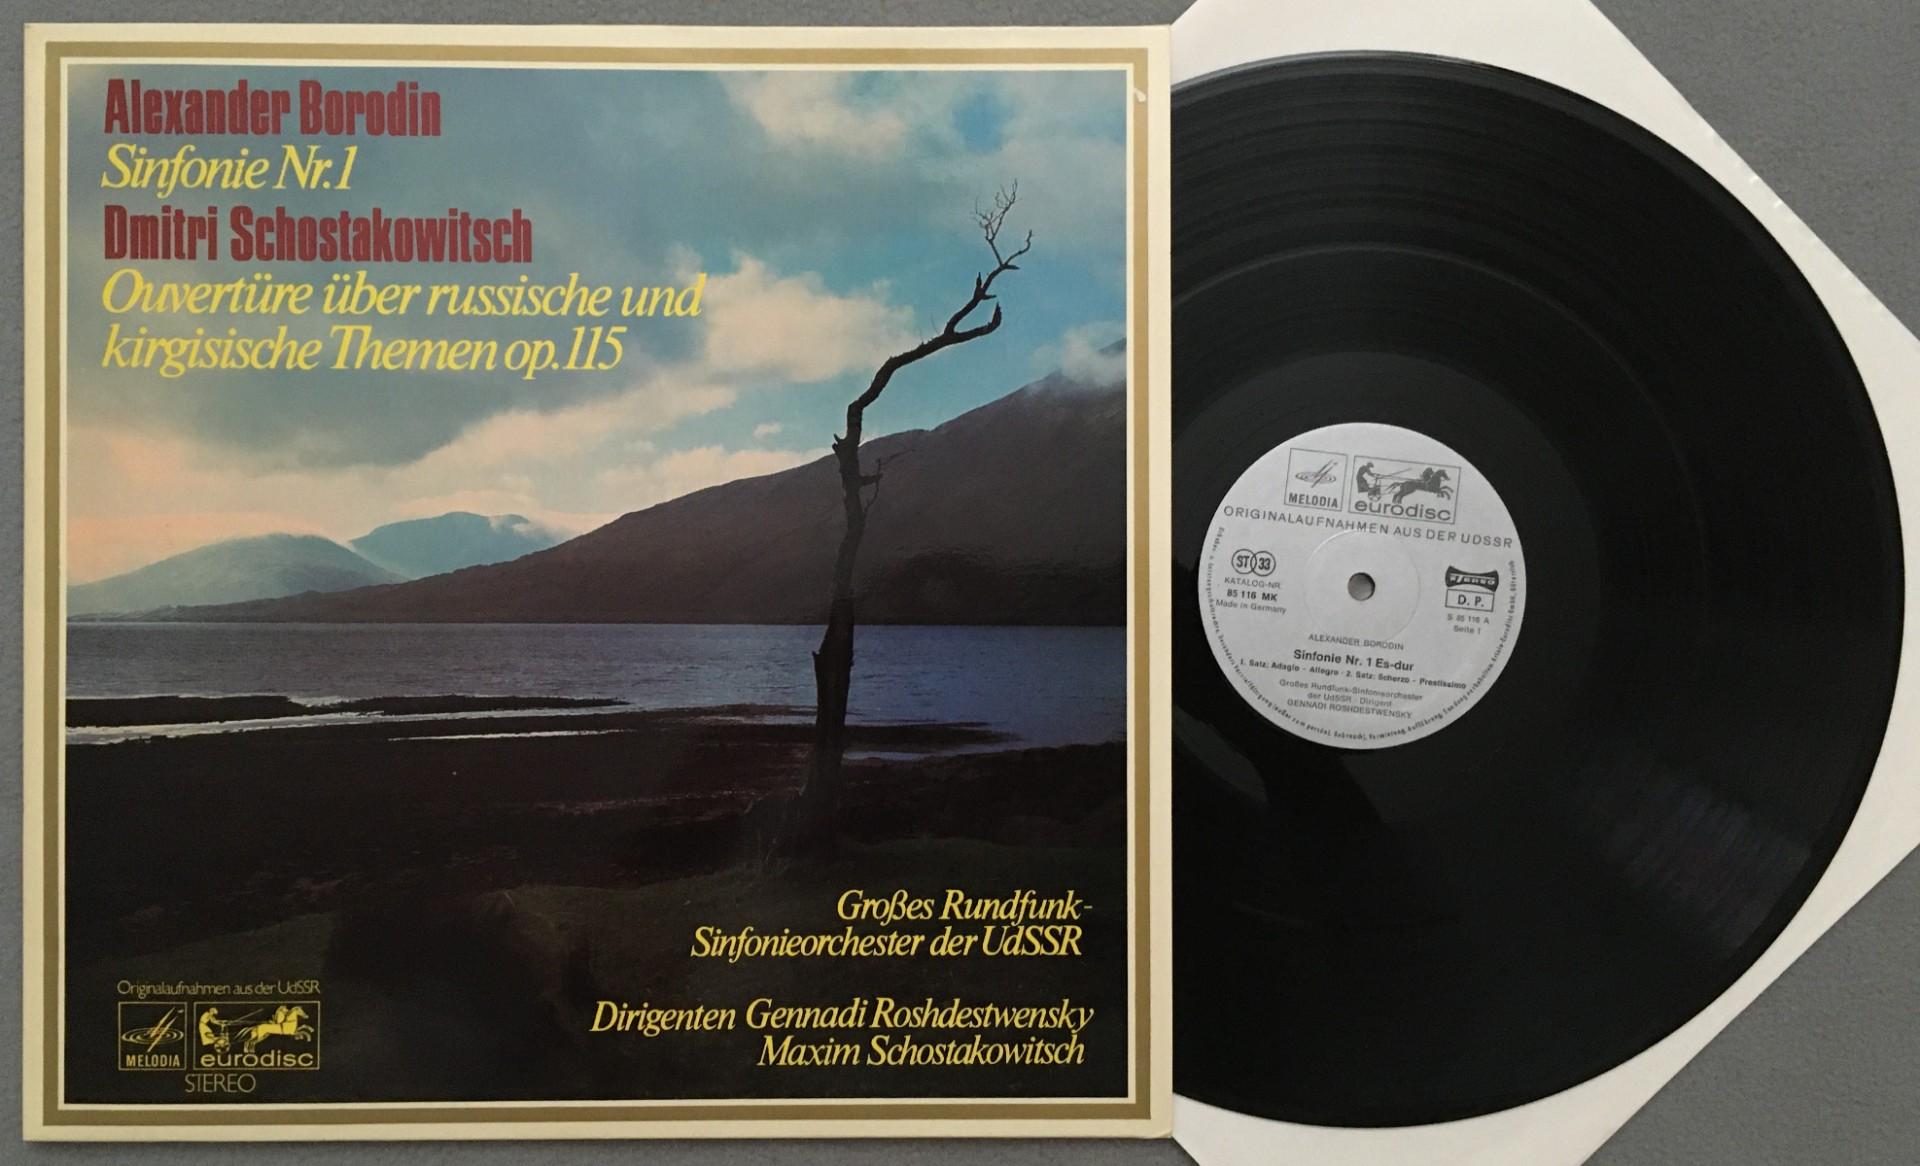 Alexander Borodin
Sinfonie Nr.1
Dmitri Schostakowitsch
Ouvertüre über russische und
kirgisische Themen op.115
Großes Rundfunk-
Sinfonieorchester der UdSSR
Dirigenten Gennadi Roshdestwensky
Maxim Schostakowitsch
Originalaufnahmen aus der UdSSR
MELODIA eurodisc
STEREO
MELODIA eurodisc
ORIGINALAUFNAHMEN AUS DER UDSSR
ST 33
KATALOG-NR.
85 116 MK
Made in Germany
STEREO
D. P.
S 85 116 A
Seite 1
ALEXANDER BORODIN
Sinfonie Nr. 1 Es-dur
1. Satz: Adagio - Allegro · 2. Satz: Scherzo - Prestissimo
Großes Rundfunk-Sinfonieorchester
der UdSSR · Dirigent
GENNADI ROSHDESTWENSKY